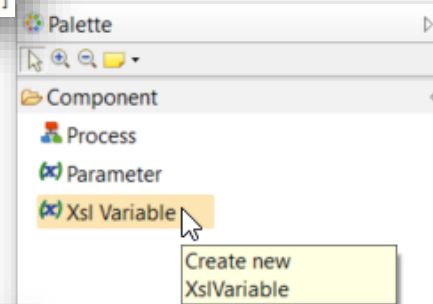 Palette
Component
Process
(x) Parameter
(x) Xsl Variable
Create new
XslVariable